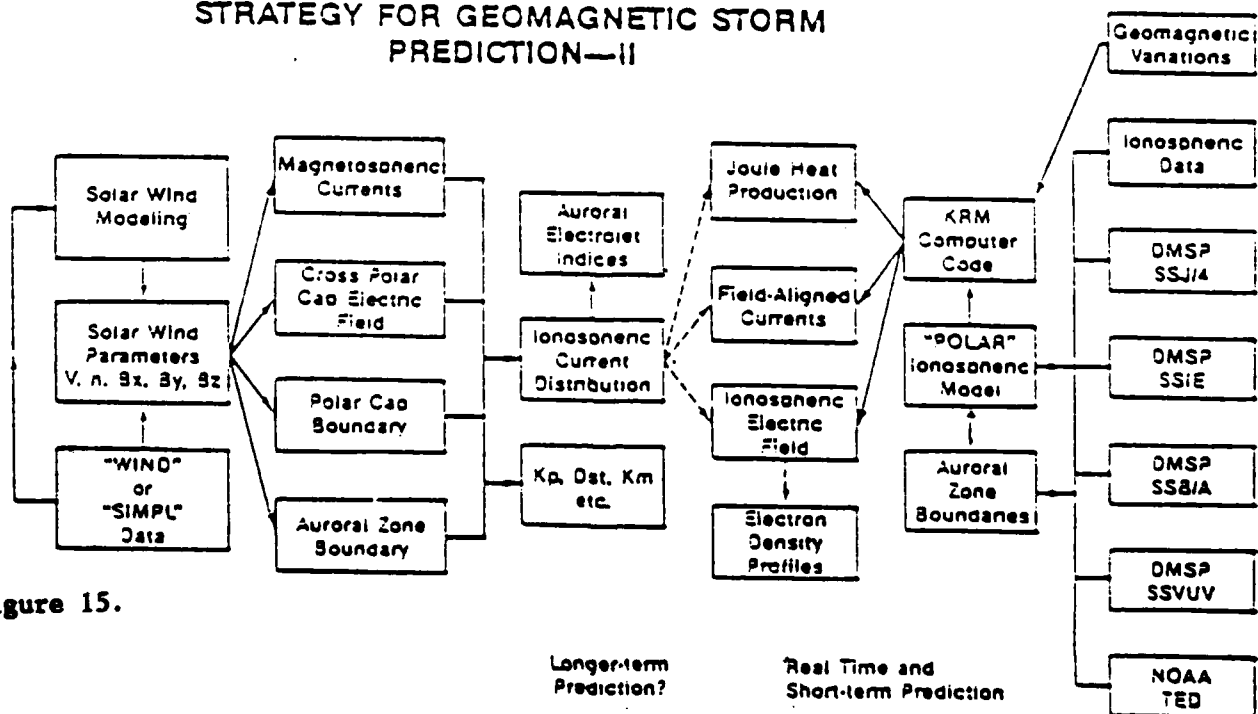 STRATEGY FOR GEOMAGNETIC STORM
PREDICTION—II
Solar Wind
Modeling
Solar Wind
Parameters
V, n, Bx, By, Bz
"WIND"
or
"SIMPL"
Data
Magnetospheric
Currents
Cross Polar
Cap Electric
Field
Polar Cap
Boundary
Auroral Zone
Boundary
Auroral
Electrojet
Indices
Ionospheric
Current
Distribution
Kp, Dst, Km
etc.
Joule Heat
Production
Field-Aligned
Currents
Ionospheric
Electric
Field
Electron
Density
Profiles
KRM
Computer
Code
"POLAR"
Ionospheric
Model
Auroral
Zone
Boundaries
Geomagnetic
Variations
Ionospheric
Data
DMSP
SSJ/4
DMSP
SSIE
DMSP
SSB/A
DMSP
SSVUV
NOAA
TED
Longer-term
Prediction?
Real Time and
Short-term Prediction
igure 15.